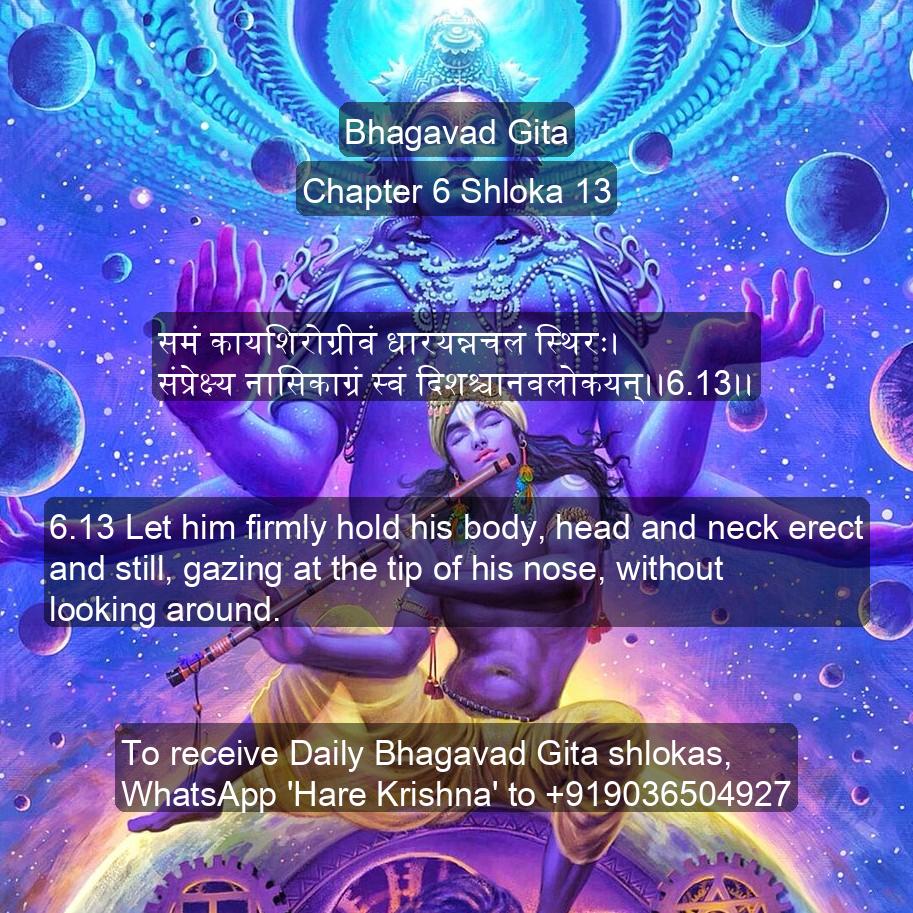 Bhagavad Gita
Chapter 6 Shloka 13
समं कायशिरोग्रीवं धारयन्नचलं स्थिरः।
संप्रेक्ष्य नासिकाग्रं स्वं दिशश्चानवलोकयन्।।6.13।।
6.13 Let him firmly hold his body, head and neck erect
and still, gazing at the tip of his nose, without
looking around.
To receive Daily Bhagavad Gita shlokas,
WhatsApp 'Hare Krishna' to +919036504927